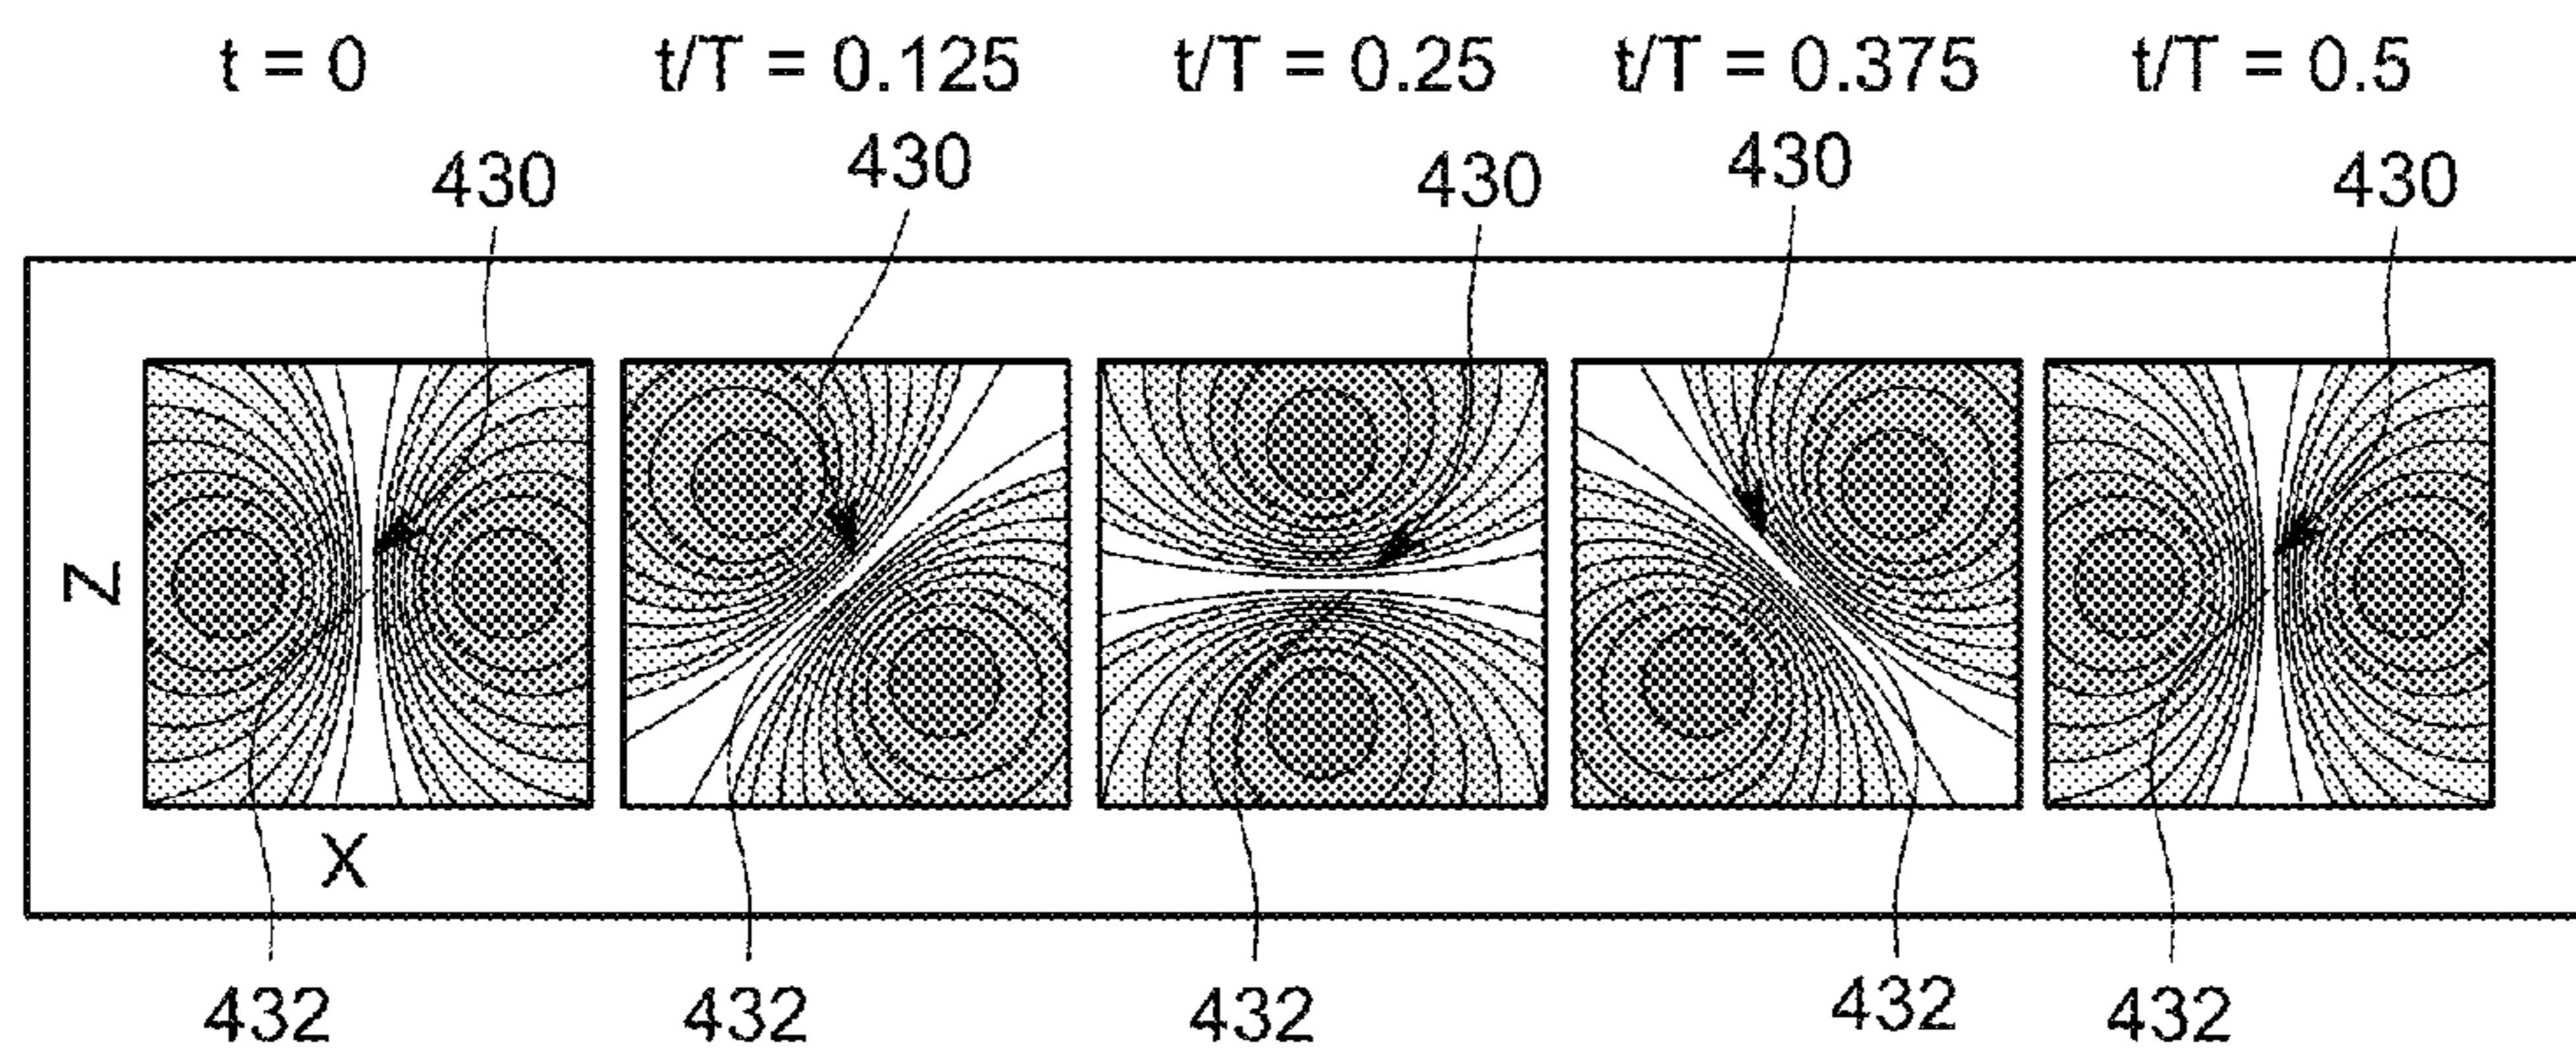 t = 0 t/T = 0.125 t/T = 0.25 t/T = 0.375 t/T = 0.5
430 430 430 430 430
Z
X
432 432 432 432 432